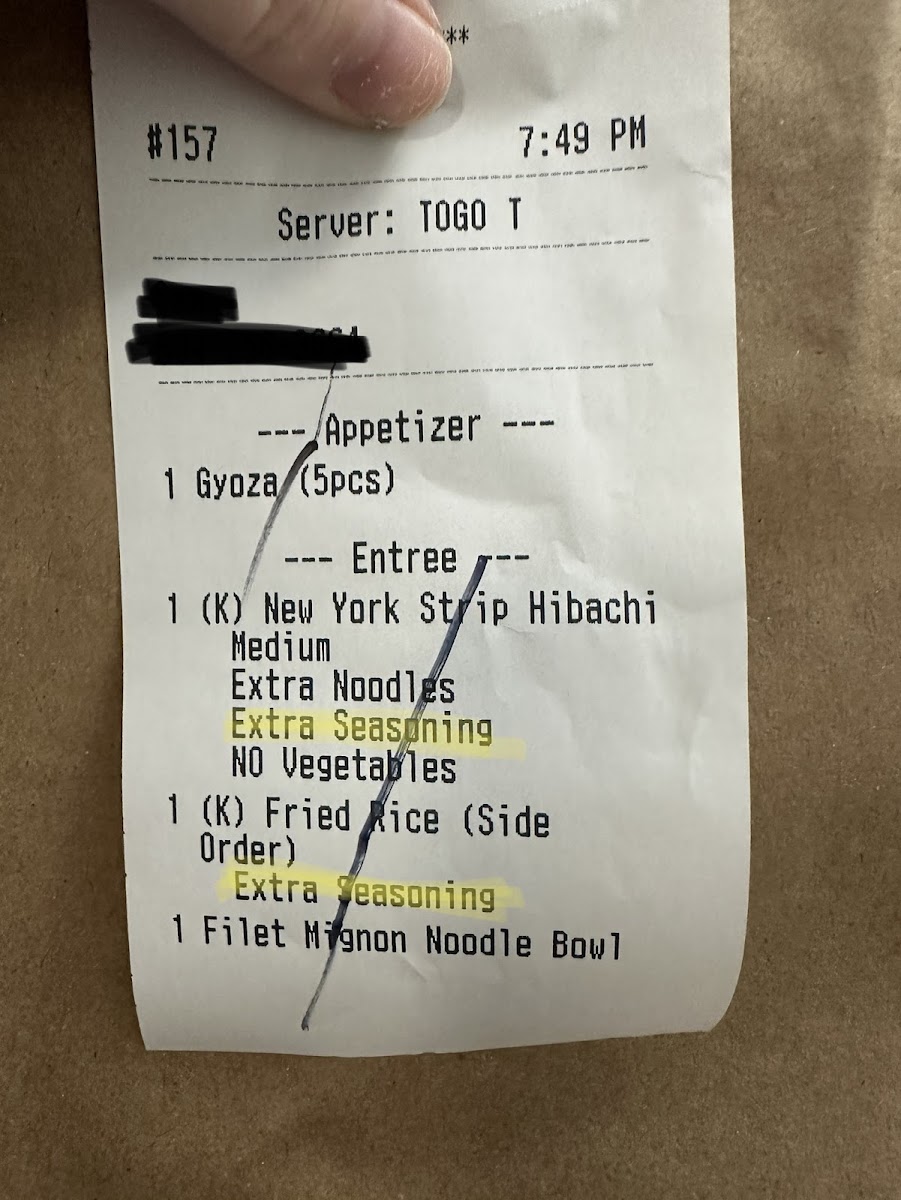 **
#157 7:49 PM
Server: TOGO T
--- Appetizer ---
1 Gyoza (5pcs)
--- Entree ---
1 (K) New York Strip Hibachi
Medium
Extra Noodles
Extra Seasoning
NO Vegetables
1 (K) Fried Rice (Side
Order)
Extra Seasoning
1 Filet Mignon Noodle Bowl